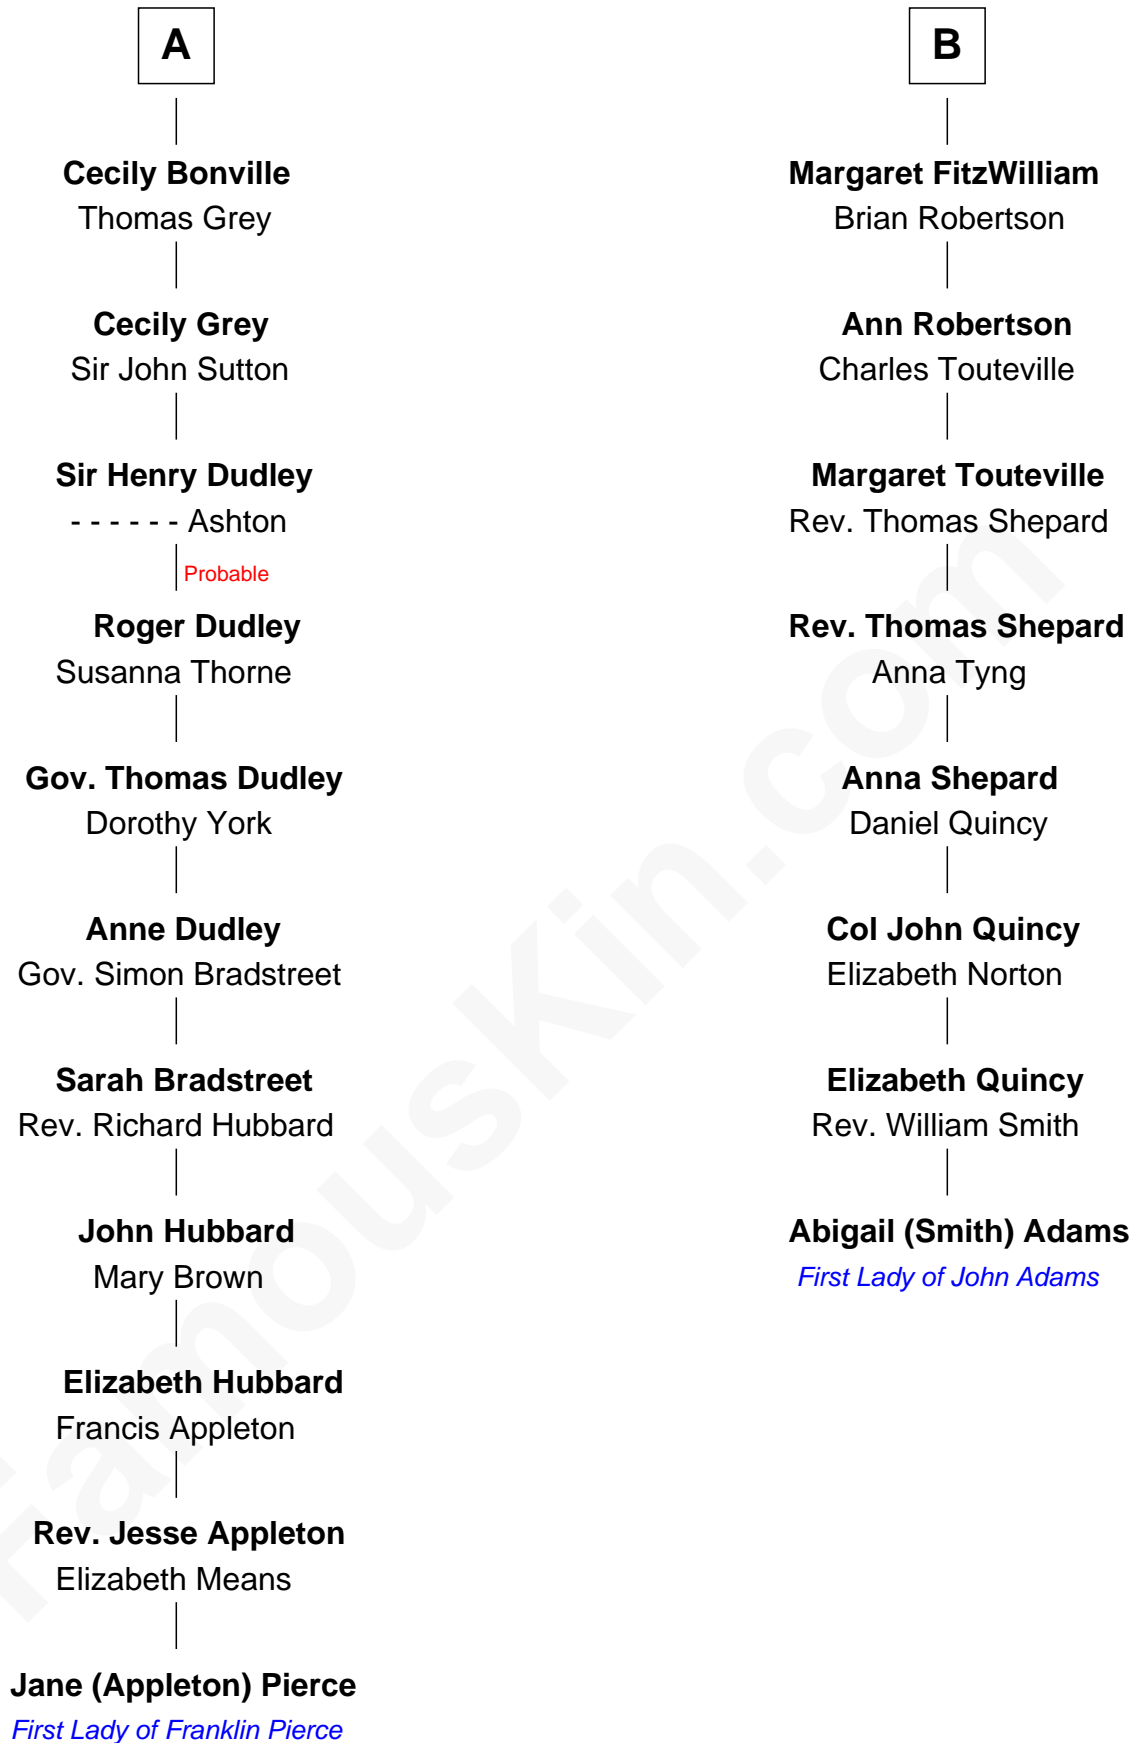 A
Cecily Bonville
Thomas Grey
Cecily Grey
Sir John Sutton
Sir Henry Dudley
- - - - - - Ashton
Probable
Roger Dudley
Susanna Thorne
Gov. Thomas Dudley
Dorothy York
Anne Dudley
Gov. Simon Bradstreet
Sarah Bradstreet
Rev. Richard Hubbard
John Hubbard
Mary Brown
Elizabeth Hubbard
Francis Appleton
Rev. Jesse Appleton
Elizabeth Means
Jane (Appleton) Pierce
First Lady of Franklin Pierce
B
Margaret FitzWilliam
Brian Robertson
Ann Robertson
Charles Touteville
Margaret Touteville
Rev. Thomas Shepard
Rev. Thomas Shepard
Anna Tyng
Anna Shepard
Daniel Quincy
Col John Quincy
Elizabeth Norton
Elizabeth Quincy
Rev. William Smith
Abigail (Smith) Adams
First Lady of John Adams
FamousKin.com